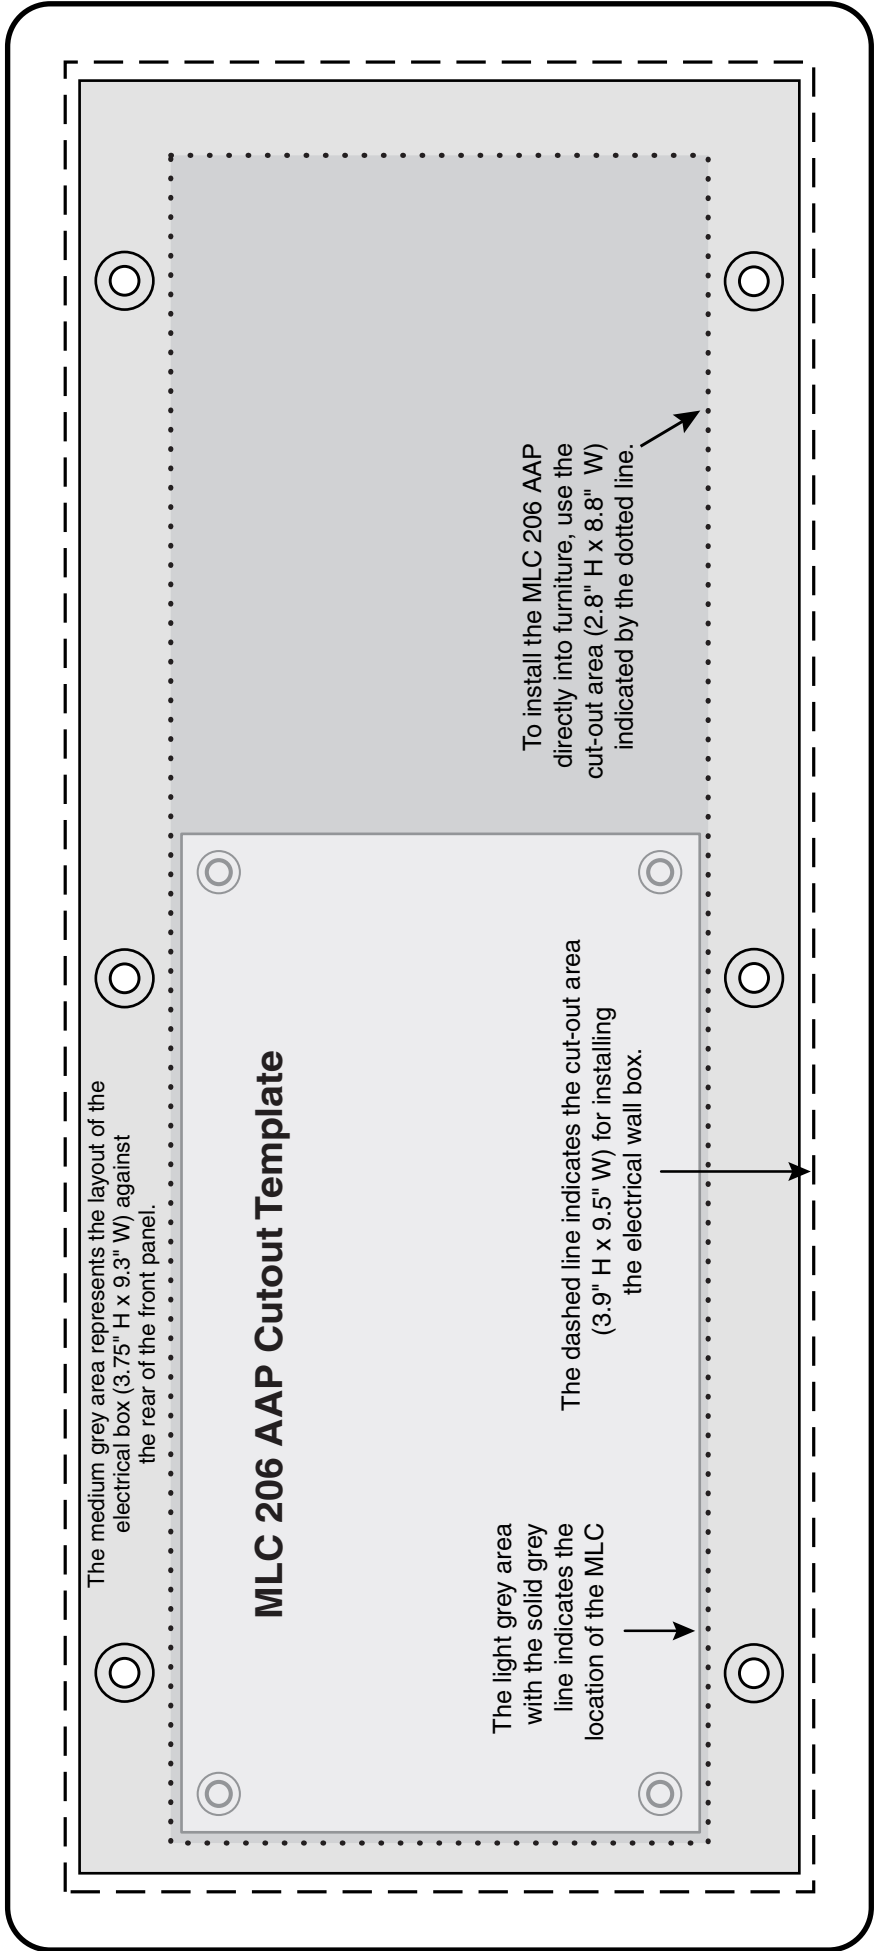 The medium grey area represents the layout of the
electrical box (3.75" H x 9.3" W) against
the rear of the front panel.
MLC 206 AAP Cutout Template
The light grey area
with the solid grey
line indicates the
location of the MLC
The dashed line indicates the cut-out area
(3.9" H x 9.5" W) for installing
the electrical wall box.
To install the MLC 206 AAP
directly into furniture, use the
cut-out area (2.8" H x 8.8" W)
indicated by the dotted line.